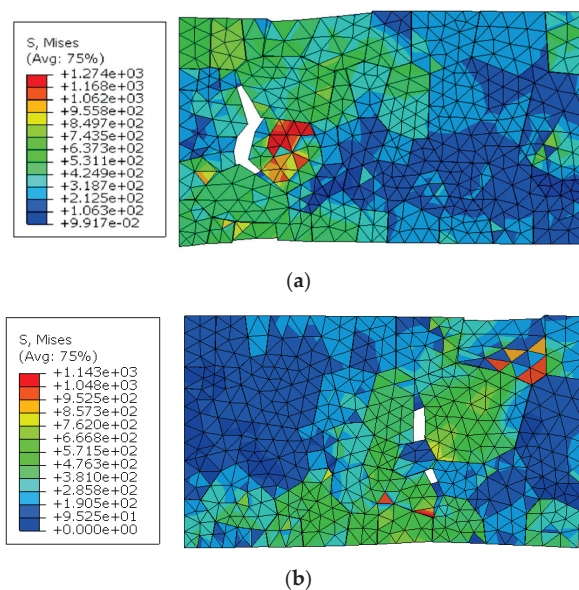 S, Mises
(Avg: 75%)
+1.274e+03
+1.168e+03
+1.062e+03
+9.558e+02
+8.497e+02
+7.435e+02
+6.373e+02
+5.311e+02
+4.249e+02
+3.187e+02
+2.125e+02
+1.063e+02
+9.917e-02
(a)
S, Mises
(Avg: 75%)
+1.143e+03
+1.048e+03
+9.525e+02
+8.573e+02
+7.620e+02
+6.668e+02
+5.715e+02
+4.763e+02
+3.810e+02
+2.858e+02
+1.905e+02
+9.525e+01
+0.000e+00
(b)